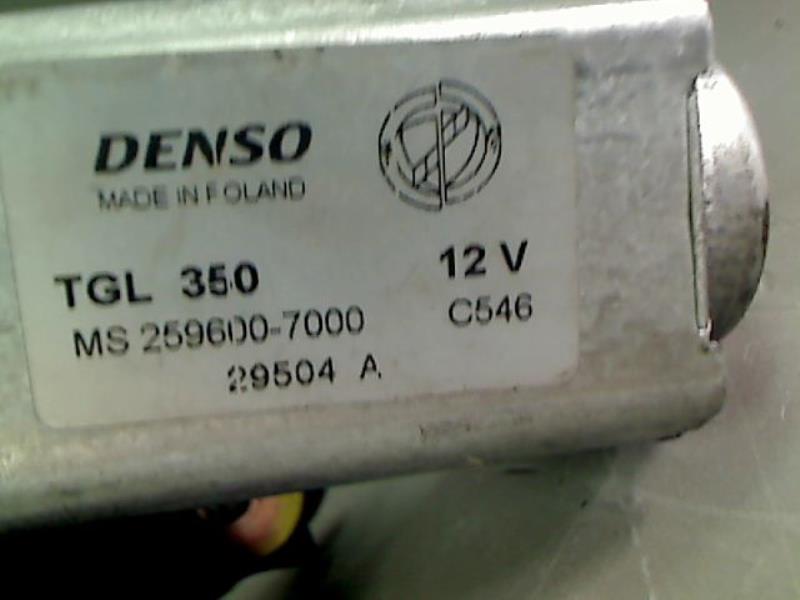 DENSO
MADE IN POLAND
TGL 350
12 V
MS 259600-7000
C546
29504 A